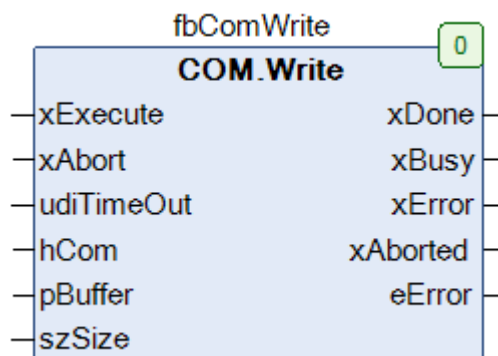 fbComWrite
0
COM.Write
xExecute xDone
xAbort xBusy
udiTimeOut xError
hCom xAborted
pBuffer eError
szSize